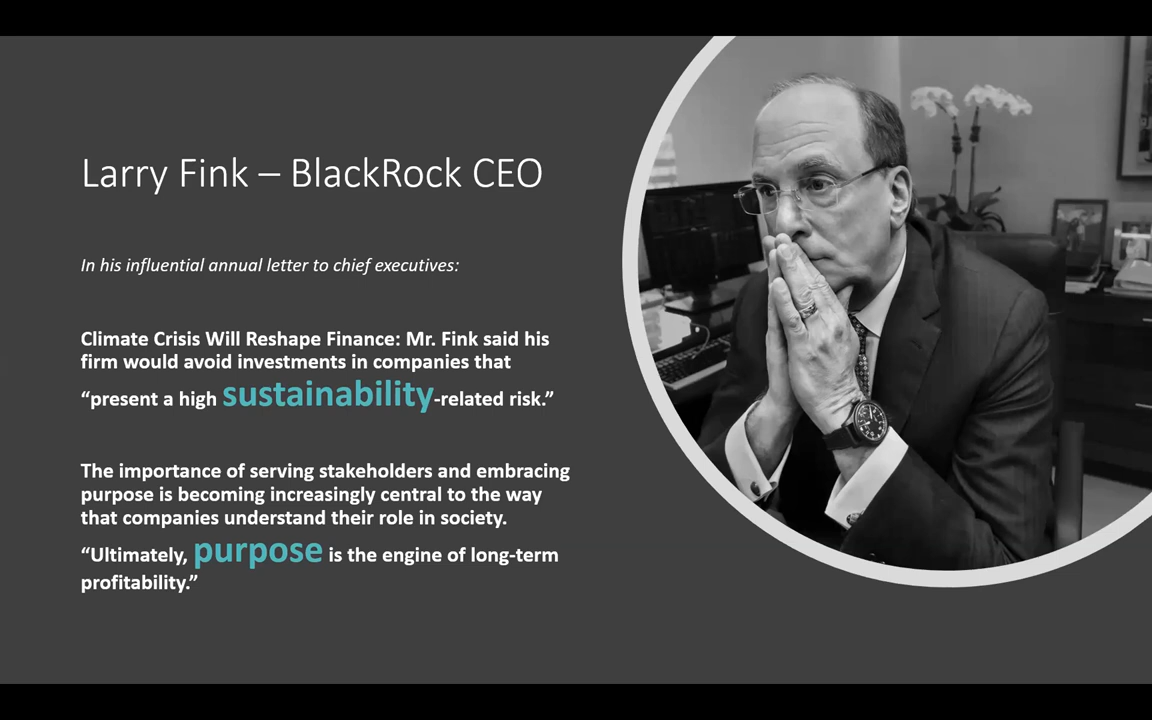 Larry Fink – BlackRock CEO
In his influential annual letter to chief executives:
Climate Crisis Will Reshape Finance: Mr. Fink said his
firm would avoid investments in companies that
“present a high sustainability-related risk.”
The importance of serving stakeholders and embracing
purpose is becoming increasingly central to the way
that companies understand their role in society.
“Ultimately, purpose is the engine of long-term
profitability.”